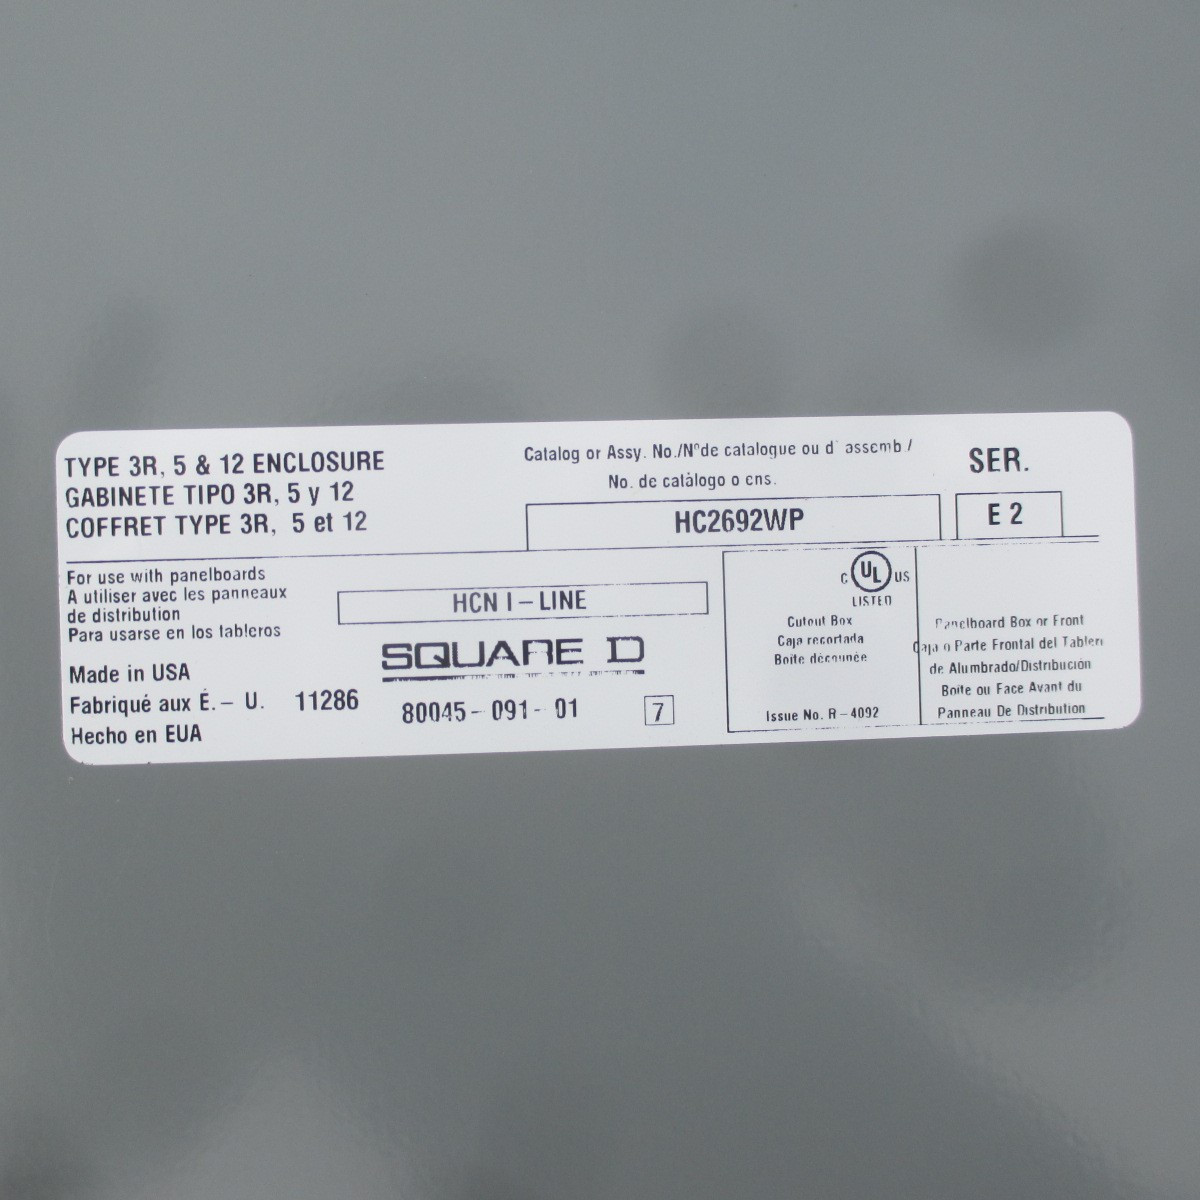 TYPE 3R, 5 & 12 ENCLOSURE
GABINETE TIPO 3R, 5 y 12
COFFRET TYPE 3R, 5 et 12
Catalog or Assy. No./N°de catalogue ou d' assemb /
No. de catálogo o ens.
HC2692WP
SER.
E 2
For use with panelboards
A utiliser avec les panneaux
de distribution
Para usarse en los tableros
HCN I – LINE
Made in USA
Fabriqué aux É.– U. 11286
Hecho en EUA
SQUARE D
80045- 091- 01
7
C UL US
LISTED
Cutout Box
Caja recortada
Boite découpée
Issue No. R – 4092
Panelboard Box or Front
Caja o Parte Frontal del Tablero
de Alumbrado/Distribución
Boite ou Face Avant du
Panneau De Distribution